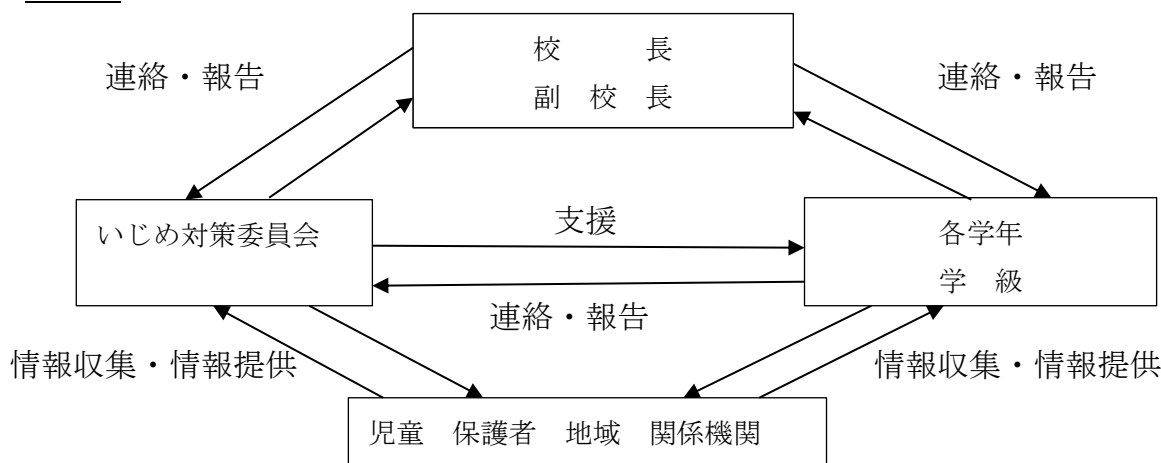 校　　　長
連絡・報告
連絡・報告
副　校　長
支援
いじめ対策委員会
各学年
学　級
連絡・報告
情報収集・情報提供
情報収集・情報提供
児童　保護者　地域　関係機関